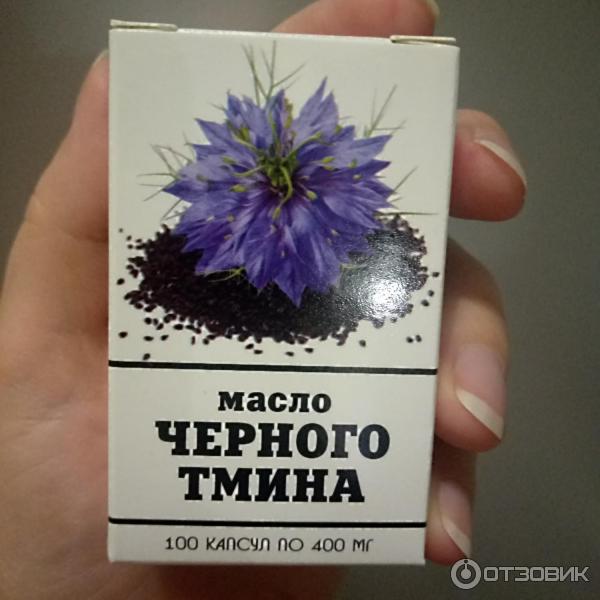 масло
ЧЕРНОГО
ТМИНА
100 КАПСУЛ ПО 400 МГ
ОТЗОВИК